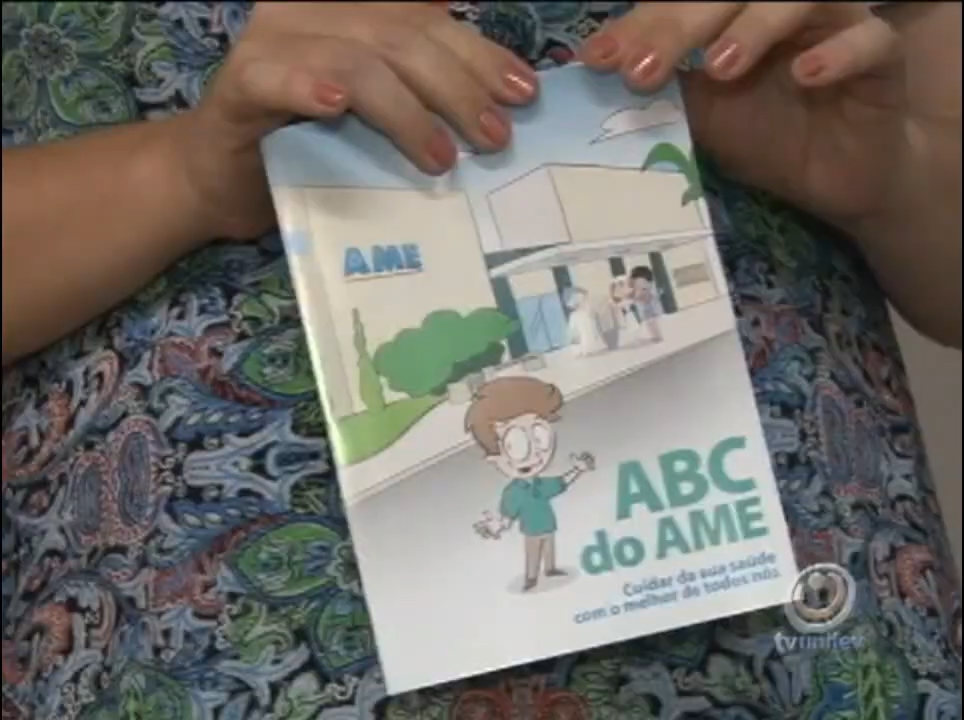 AME
ABC
do AME
Cuidar da sua saúde
com o melhor de todos nós.
tvunifev